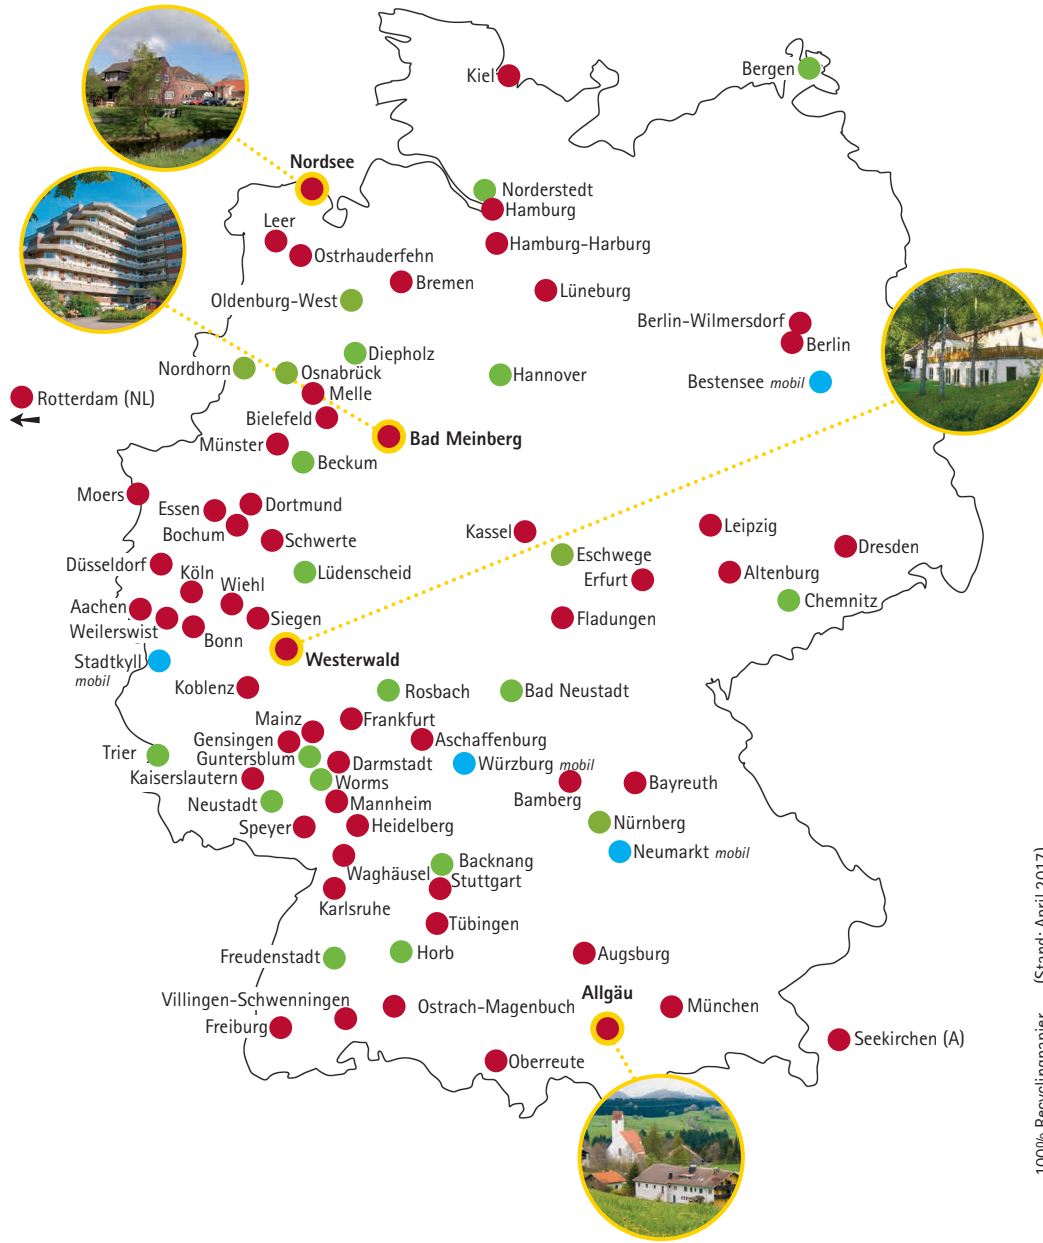 Kiel
Bergen
Nordsee
Norderstedt
Hamburg
Leer
Hamburg-Harburg
Ostrhauderfehn
Bremen
Lüneburg
Oldenburg-West
Berlin-Wilmersdorf
Berlin
Diepholz
Nordhorn
Osnabrück
Hannover
Bestensee mobil
Melle
Rotterdam (NL)
Bielefeld
Bad Meinberg
Münster
Beckum
Moers
Essen
Dortmund
Bochum
Kassel
Leipzig
Schwerte
Eschwege
Dresden
Düsseldorf
Lüdenscheid
Erfurt
Altenburg
Köln
Wiehl
Chemnitz
Aachen
Siegen
Fladungen
Weilerswist
Bonn
Stadtkyll
mobil
Westerwald
Koblenz
Rosbach
Bad Neustadt
Mainz
Frankfurt
Gensingen
Aschaffenburg
Trier
Guntersblum
Darmstadt
Würzburg mobil
Kaiserslautern
Worms
Bayreuth
Bamberg
Neustadt
Mannheim
Speyer
Heidelberg
Nürnberg
Neumarkt mobil
Backnang
Waghäusel
Stuttgart
Karlsruhe
Tübingen
Freudenstadt
Horb
Augsburg
Allgäu
Villingen-Schwenningen
Ostrach-Magenbuch
München
Freiburg
Seekirchen (A)
Oberreute
100% Recyclingpapier (Stand: April 2017)